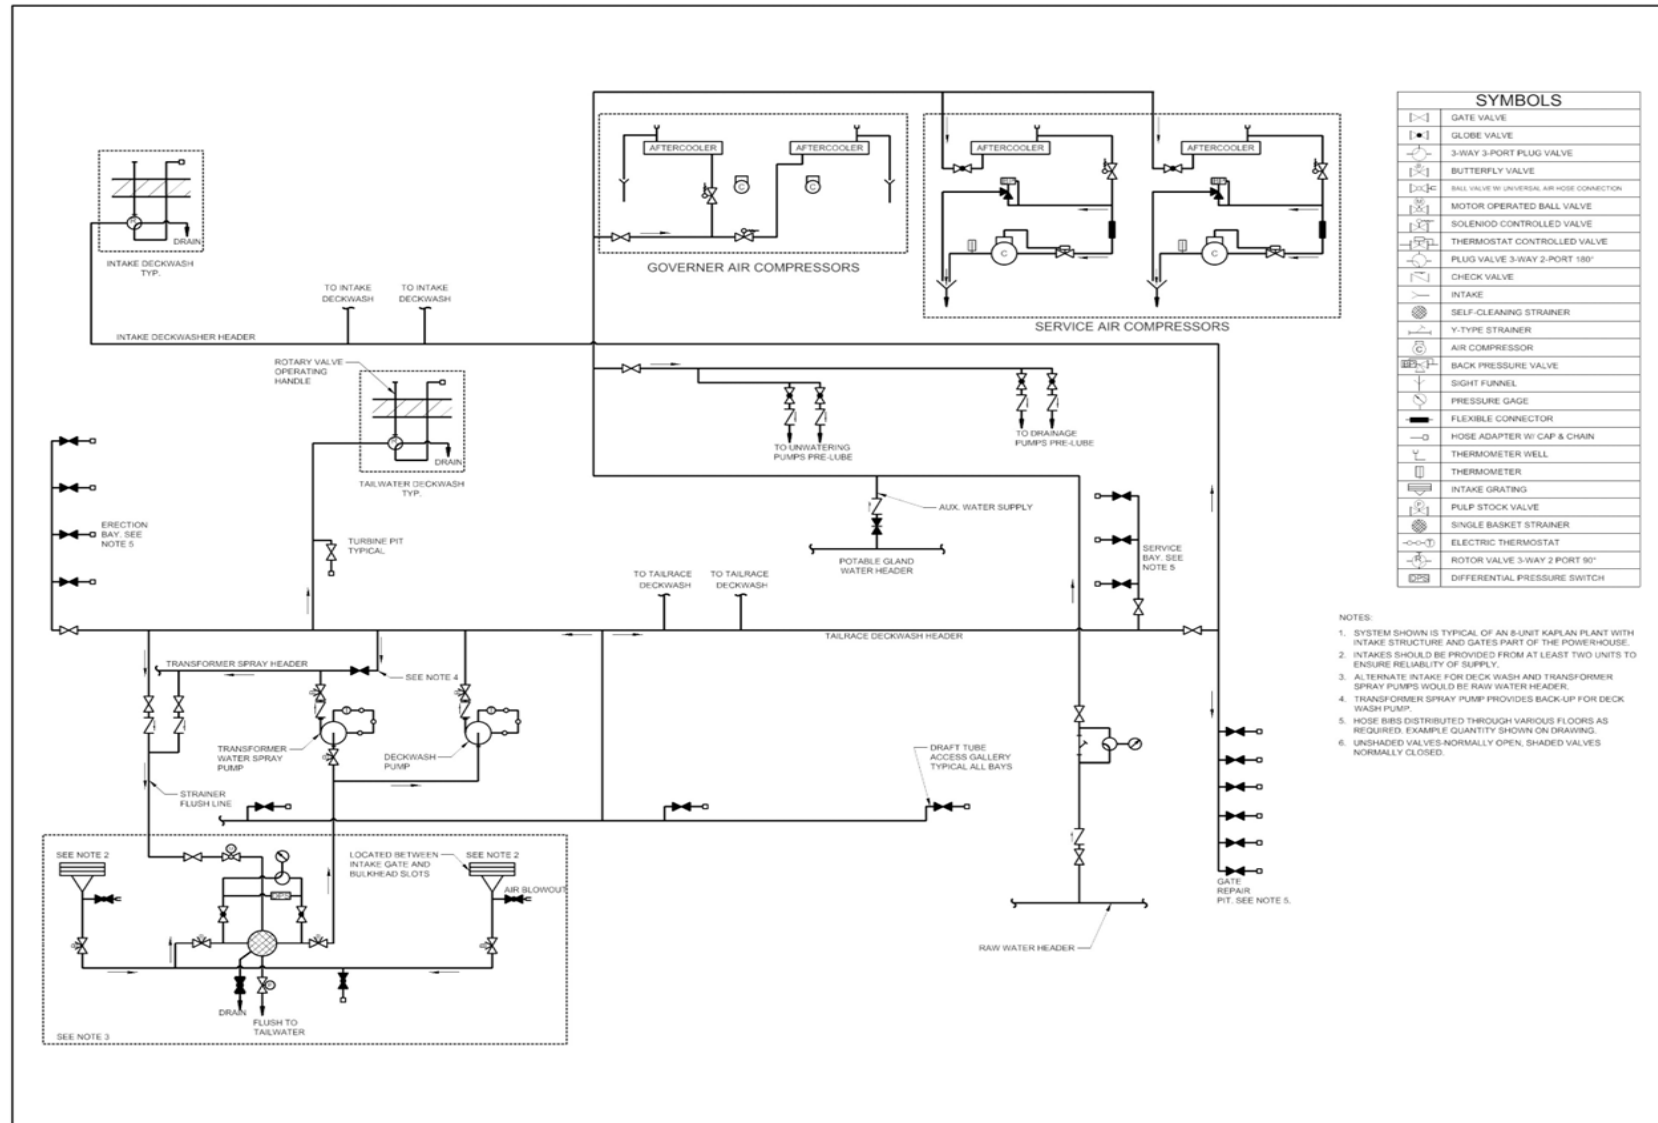 INTAKE DECKWASH
TYP.
DRAIN
TO INTAKE
DECKWASH
TO INTAKE
DECKWASH
INTAKE DECKWASHER HEADER
ROTARY VALVE
OPERATING
HANDLE
DRAIN
TAILWATER DECKWASH
TYP.
AFTERCOOLER
AFTERCOOLER
C
C
GOVERNER AIR COMPRESSORS
AFTERCOOLER
AFTERCOOLER
C
C
SERVICE AIR COMPRESSORS
TO UNWATERING
PUMPS PRE-LUBE
TO DRAINAGE
PUMPS PRE-LUBE
ERECTION
BAY. SEE
NOTE 5
TURBINE PIT
TYPICAL
AUX. WATER SUPPLY
POTABLE GLAND
WATER HEADER
SERVICE
BAY. SEE
NOTE 5
TO TAILRACE
DECKWASH
TO TAILRACE
DECKWASH
TAILRACE DECKWASH HEADER
TRANSFORMER SPRAY HEADER
SEE NOTE 4
TRANSFORMER
WATER SPRAY
PUMP
DECKWASH
PUMP
STRAINER
FLUSH LINE
DRAFT TUBE
ACCESS GALLERY
TYPICAL ALL BAYS
SEE NOTE 2
LOCATED BETWEEN
INTAKE GATE AND
BULKHEAD SLOTS
SEE NOTE 2
AIR BLOWOUT
DPS
DRAIN
FLUSH TO
TAILWATER
SEE NOTE 3
GATE
REPAIR
PIT. SEE NOTE 5.
RAW WATER HEADER
SYMBOLS
GATE VALVE
GLOBE VALVE
3-WAY 3-PORT PLUG VALVE
BUTTERFLY VALVE
BALL VALVE W/ UNIVERSAL AIR HOSE CONNECTION
MOTOR OPERATED BALL VALVE
SOLENIOD CONTROLLED VALVE
THERMOSTAT CONTROLLED VALVE
PLUG VALVE 3-WAY 2-PORT 180°
CHECK VALVE
INTAKE
SELF-CLEANING STRAINER
Y-TYPE STRAINER
C AIR COMPRESSOR
BACK PRESSURE VALVE
SIGHT FUNNEL
PRESSURE GAGE
FLEXIBLE CONNECTOR
HOSE ADAPTER W/ CAP & CHAIN
THERMOMETER WELL
THERMOMETER
INTAKE GRATING
PULP STOCK VALVE
SINGLE BASKET STRAINER
T ELECTRIC THERMOSTAT
ROTOR VALVE 3-WAY 2 PORT 90°
DPS DIFFERENTIAL PRESSURE SWITCH
NOTES:
1. SYSTEM SHOWN IS TYPICAL OF AN 8-UNIT KAPLAN PLANT WITH
INTAKE STRUCTURE AND GATES PART OF THE POWERHOUSE.
2. INTAKES SHOULD BE PROVIDED FROM AT LEAST TWO UNITS TO
ENSURE RELIABLITY OF SUPPLY.
3. ALTERNATE INTAKE FOR DECK WASH AND TRANSFORMER
SPRAY PUMPS WOULD BE RAW WATER HEADER.
4. TRANSFORMER SPRAY PUMP PROVIDES BACK-UP FOR DECK
WASH PUMP.
5. HOSE BIBS DISTRIBUTED THROUGH VARIOUS FLOORS AS
REQUIRED. EXAMPLE QUANTITY SHOWN ON DRAWING.
6. UNSHADED VALVES-NORMALLY OPEN, SHADED VALVES
NORMALLY CLOSED.